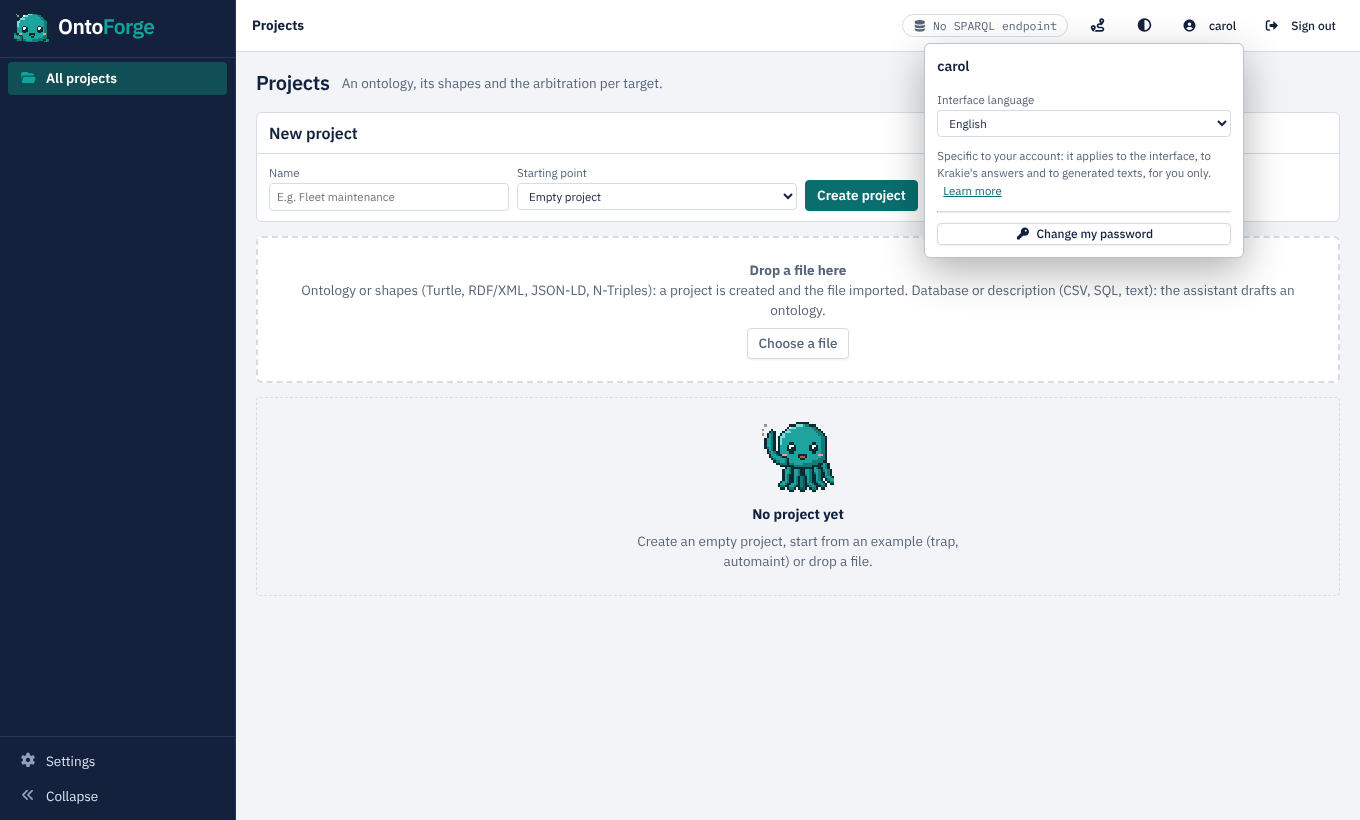 OntoForge
All projects
Settings
Collapse
Projects
No SPARQL endpoint
carol
Sign out
Projects
An ontology, its shapes and the arbitration per target.
New project
Name
E.g. Fleet maintenance
Starting point
Empty project
Create project
carol
Interface language
English
Specific to your account: it applies to the interface, to
Krakie's answers and to generated texts, for you only.
Learn more
Change my password
Drop a file here
Ontology or shapes (Turtle, RDF/XML, JSON-LD, N-Triples): a project is created and the file imported. Database or description (CSV, SQL, text): the assistant drafts an
ontology.
Choose a file
No project yet
Create an empty project, start from an example (trap,
automaint) or drop a file.